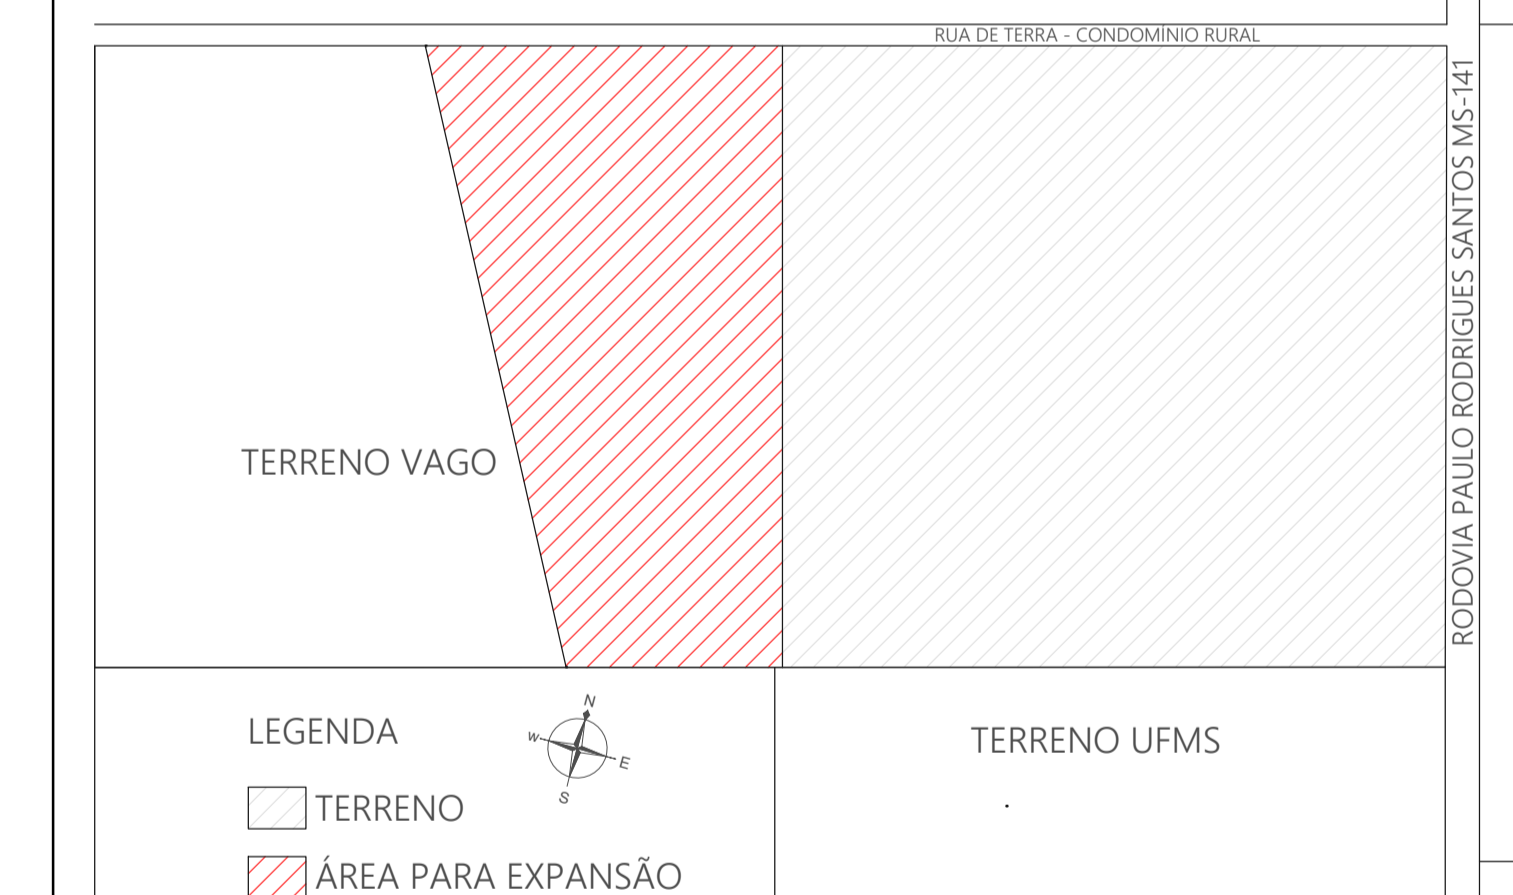 RUA DE TERRA - CONDOMÍNIO RURAL
RODOVIA PAULO RODRIGUES SANTOS MS-141
TERRENO VAGO
LEGENDA
N
W
E
S
TERRENO UFMS
TERRENO
ÁREA PARA EXPANSÃO